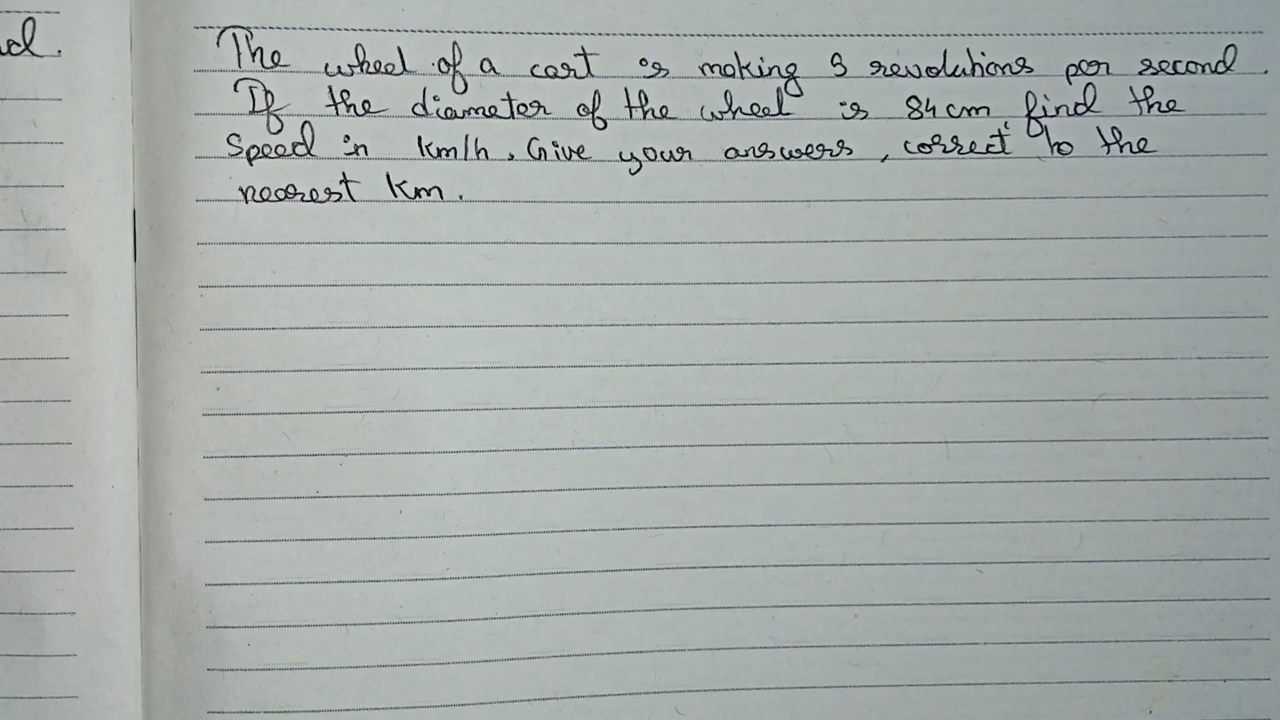 d.
The wheel of a cart is making 5 revolutions per second.
If the diameter of the wheel is 84 cm, find the
Speed in km/h. Give your answers, correct to the
nearest km.